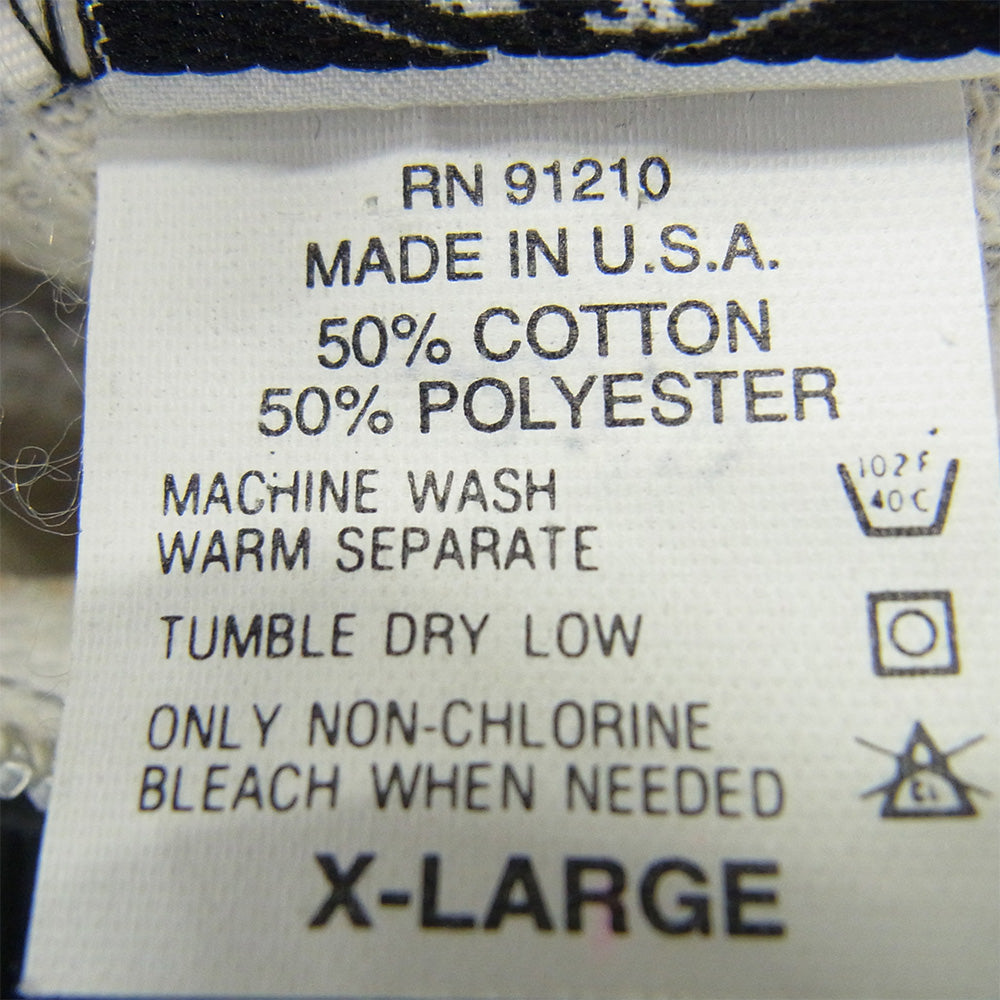 RN 91210
MADE IN U.S.A.
50% COTTON
50% POLYESTER
MACHINE WASH
WARM SEPARATE
102 F
40 C
TUMBLE DRY LOW
ONLY NON-CHLORINE
BLEACH WHEN NEEDED
CL
X-LARGE